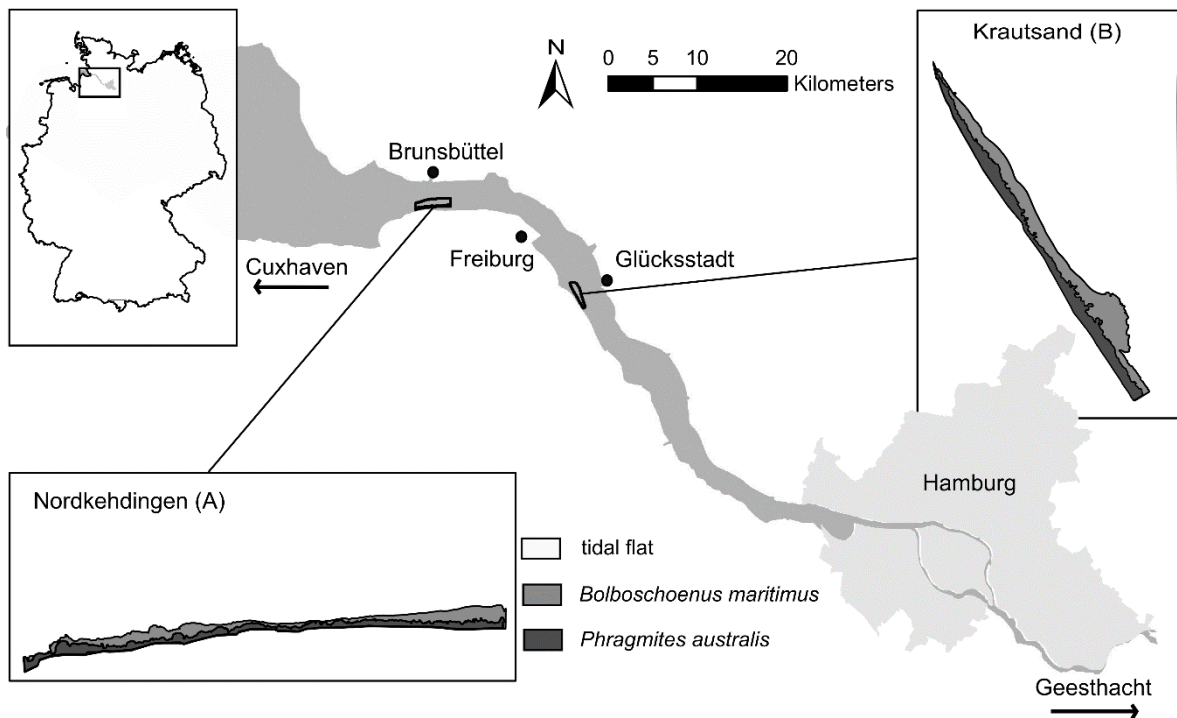 Krautsand (B)
N
0 5 10 20
Kilometers
Brunsbüttel
Freiburg
Glücksstadt
Cuxhaven
Nordkehdingen (A)
Hamburg
tidal flat
Bolboschoenus maritimus
Phragmites australis
Geesthacht